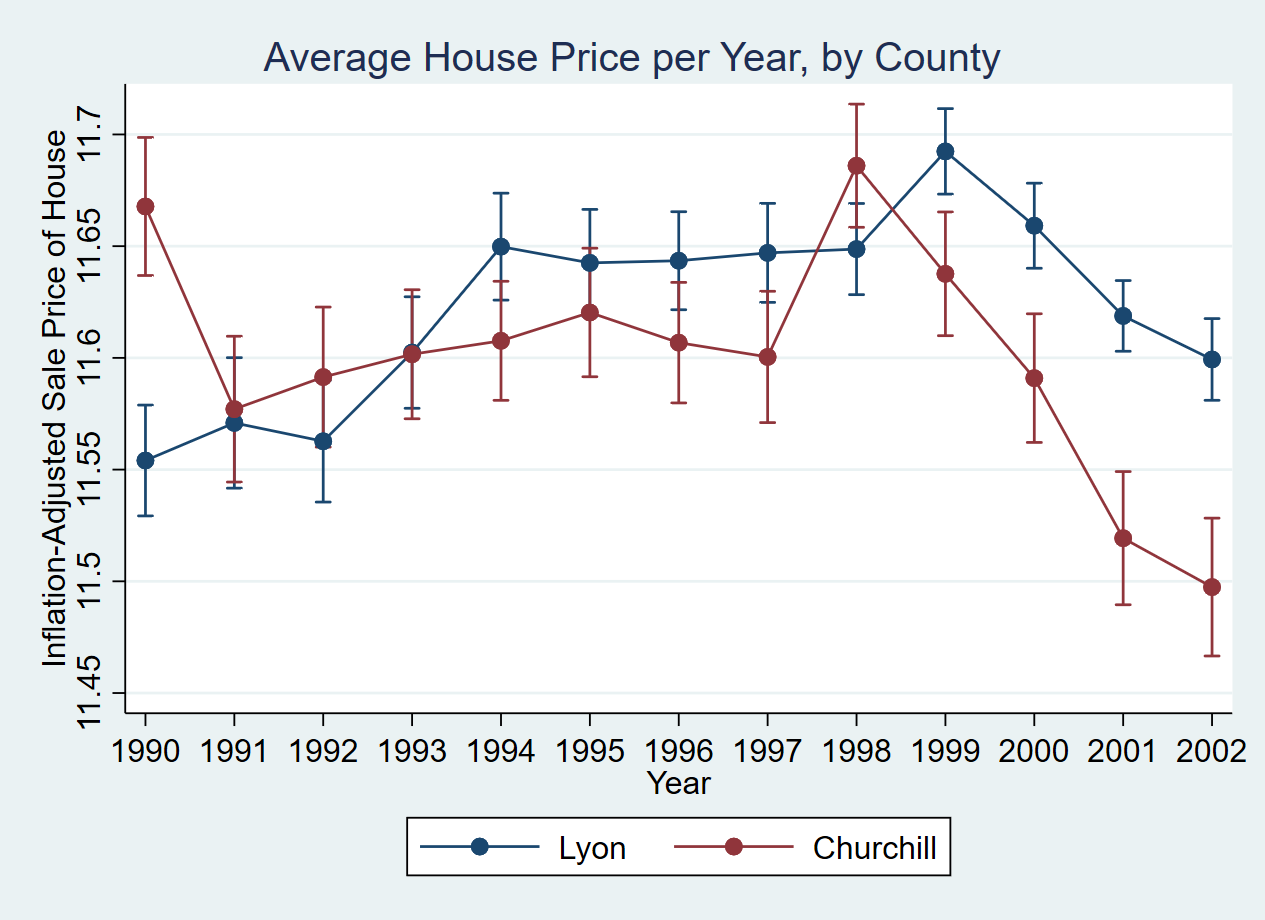 Average House Price per Year, by County
Inflation-Adjusted Sale Price of House
11.7
11.65
11.6
11.55
11.5
11.45
1990 1991 1992 1993 1994 1995 1996 1997 1998 1999 2000 2001 2002
Year
Lyon Churchill